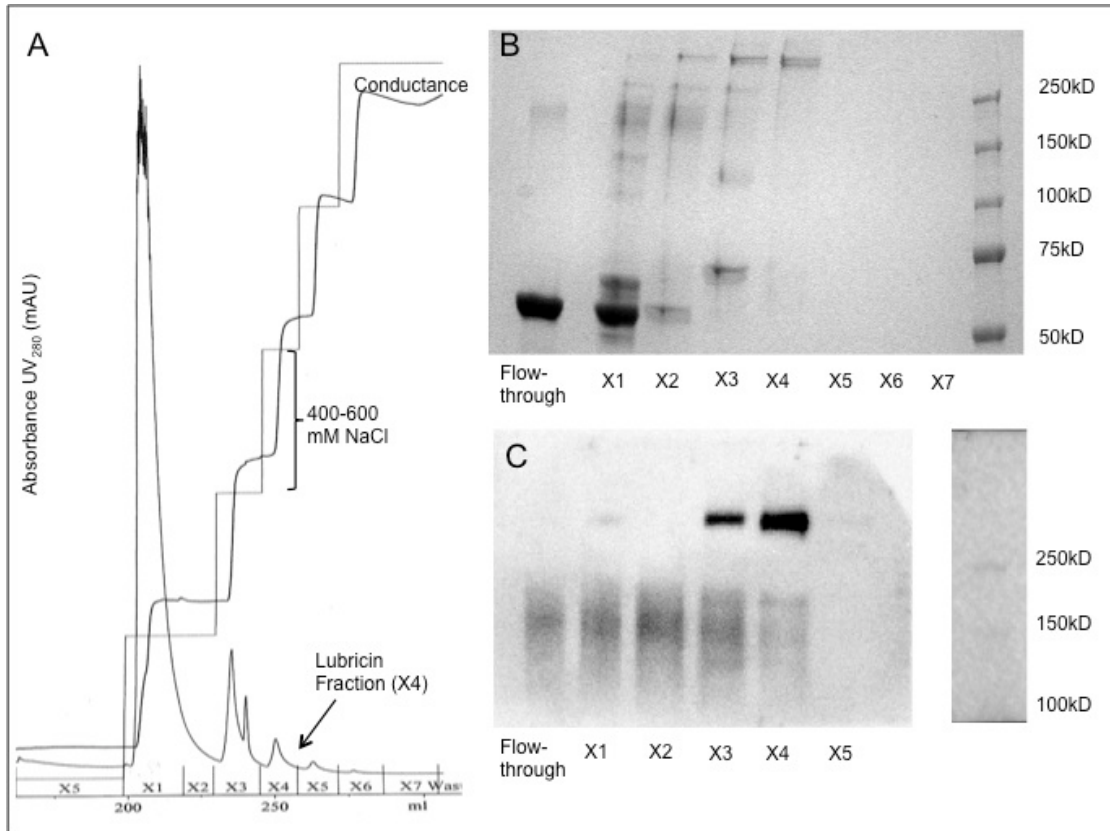 A
Conductance
Absorbance UV280 (mAU)
400-600
mM NaCl
Lubricin
Fraction (X4)
X5 X1 X2 X3 X4 X5 X6 X7 Was
200 250 ml
B
250kD
150kD
100kD
75kD
50kD
Flow-
through X1 X2 X3 X4 X5 X6 X7
C
250kD
150kD
100kD
Flow-
through X1 X2 X3 X4 X5